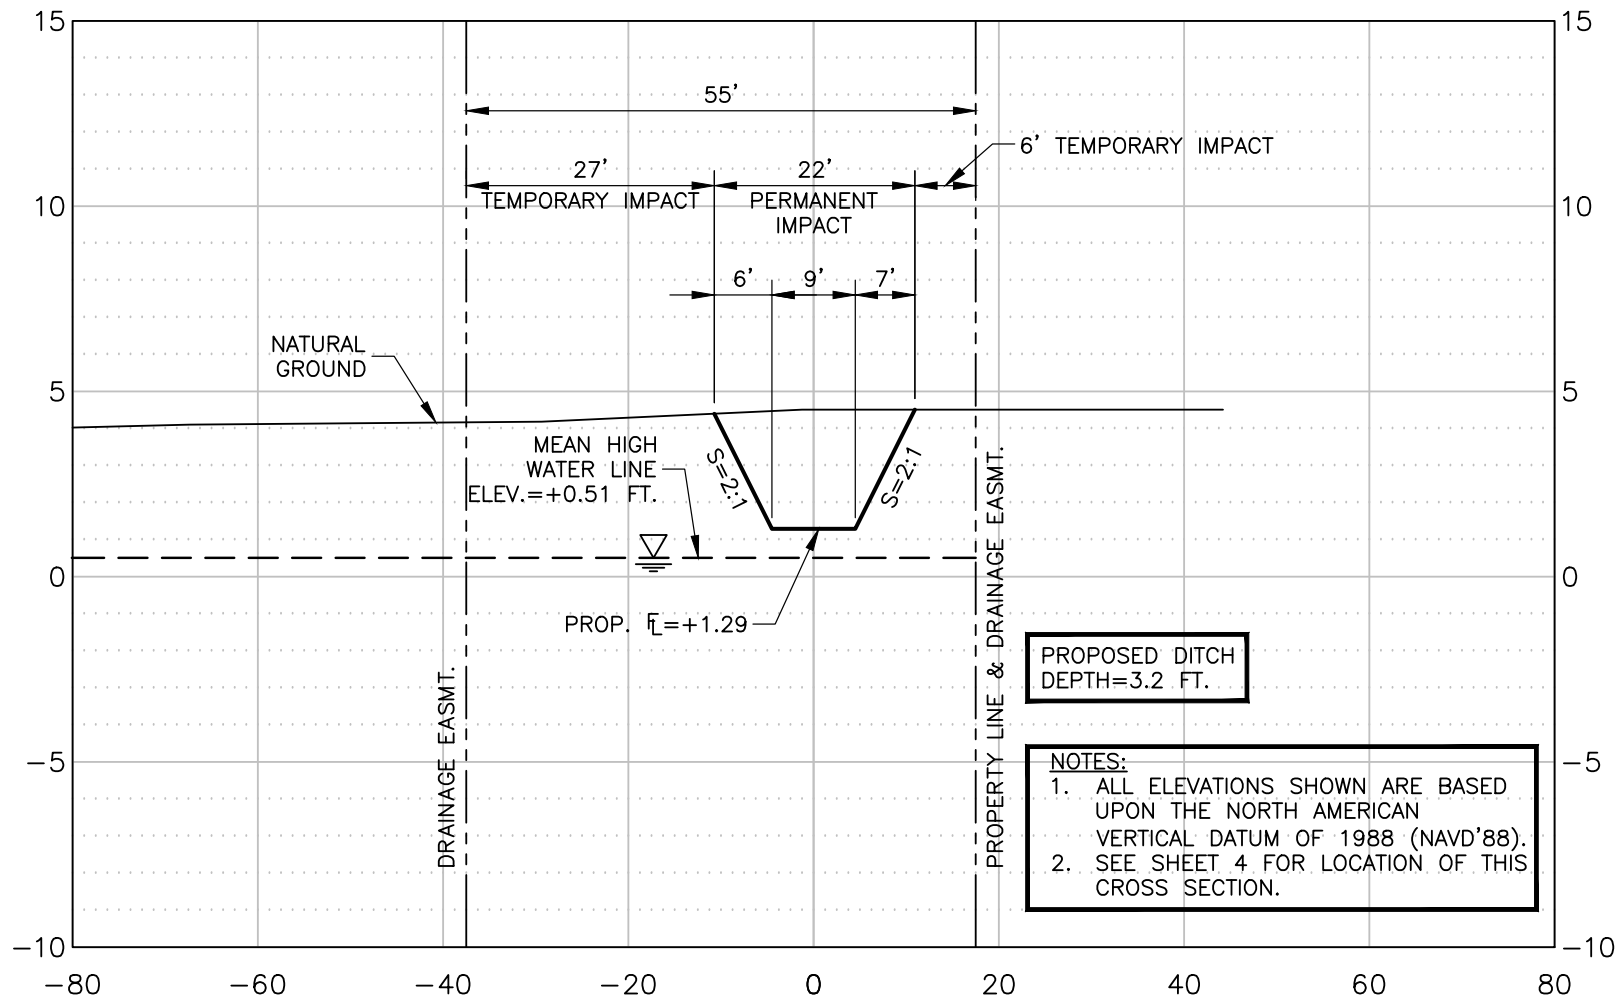 15
15
55'
6' TEMPORARY IMPACT
27'
22'
TEMPORARY IMPACT
PERMANENT
IMPACT
10
10
6'
9'
7'
NATURAL
GROUND
5
5
MEAN HIGH
WATER LINE
ELEV.=+0.51 FT.
S=2:1
S=2:1
0
0
PROP. FL=+1.29
DRAINAGE EASMT.
PROPERTY LINE & DRAINAGE EASMT.
PROPOSED DITCH
DEPTH=3.2 FT.
-5
-5
NOTES:
1. ALL ELEVATIONS SHOWN ARE BASED
UPON THE NORTH AMERICAN
VERTICAL DATUM OF 1988 (NAVD'88).
2. SEE SHEET 4 FOR LOCATION OF THIS
CROSS SECTION.
-10
-10
-80
-60
-40
-20
0
20
40
60
80